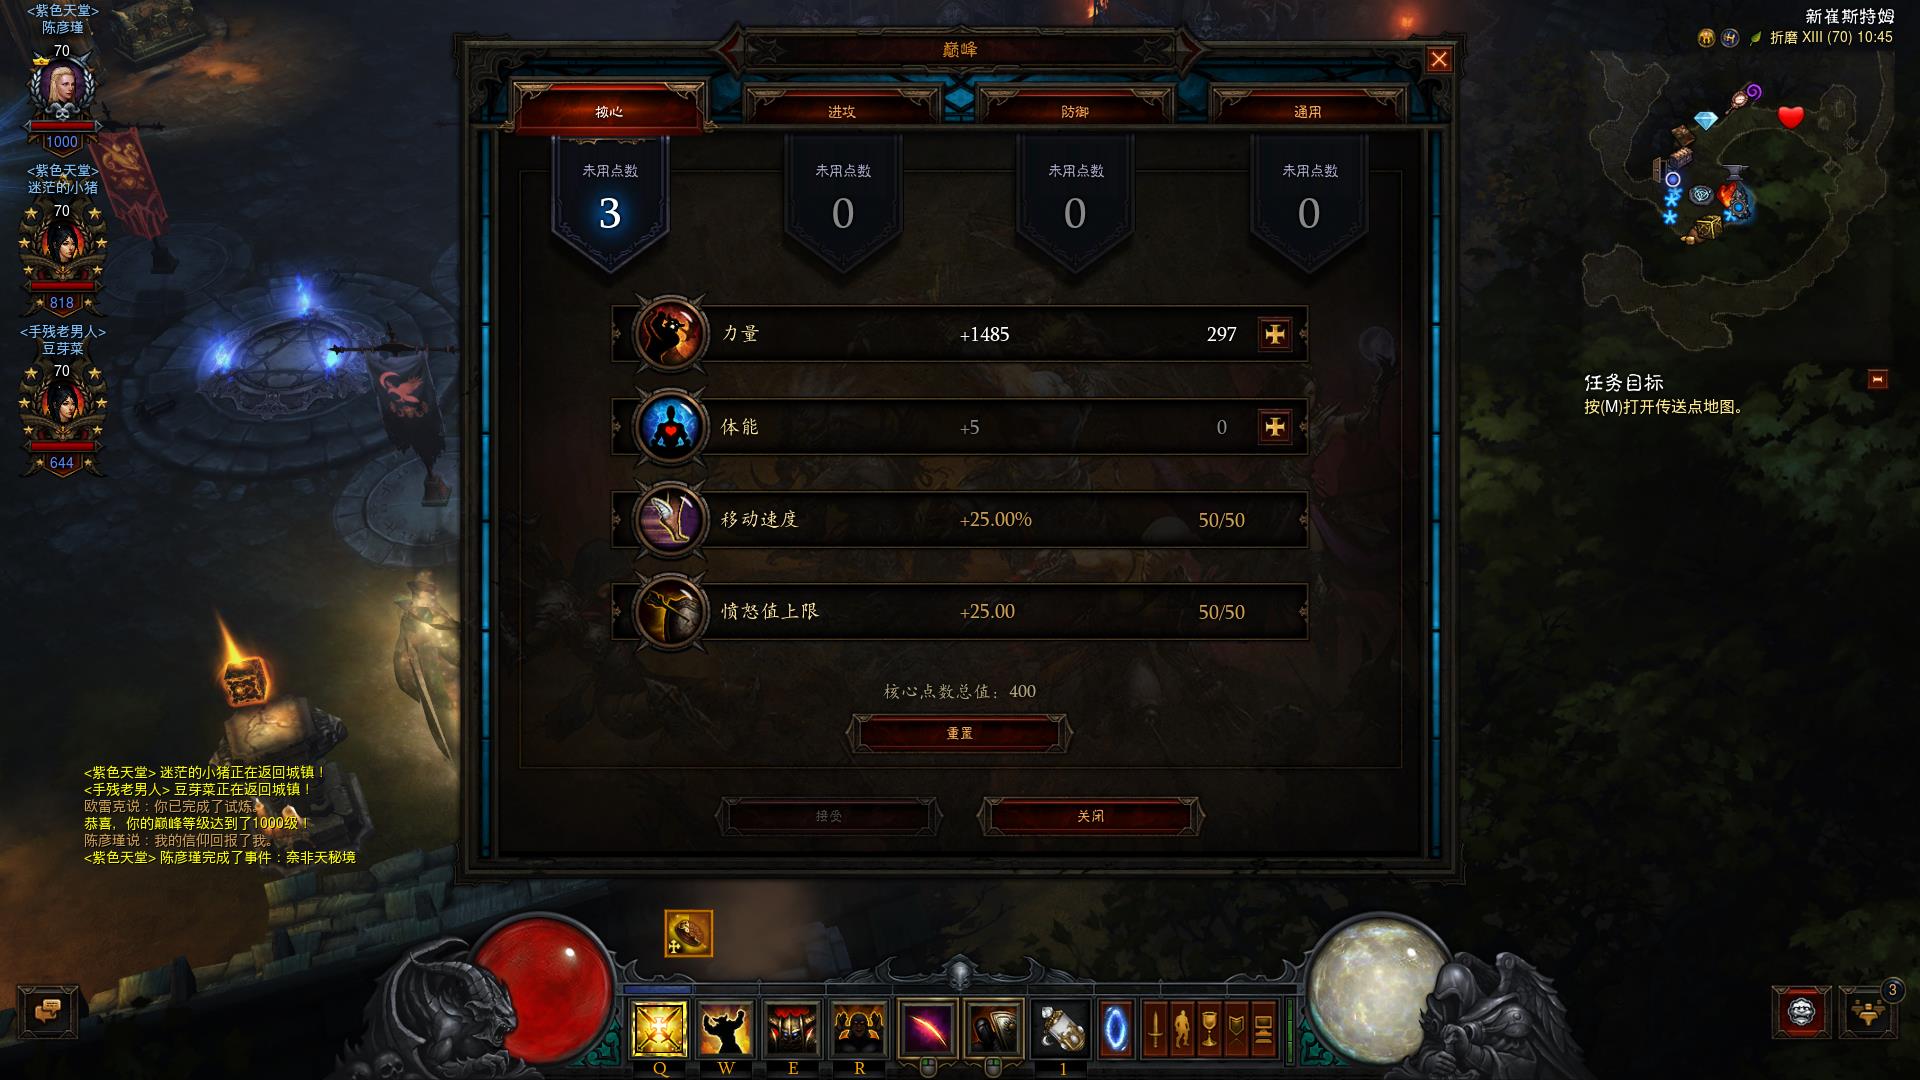 <紫色天堂>
陈彦瑾
70
1000
<紫色天堂>
迷茫的小猪
70
818
<手残老男人>
豆芽菜
70
644
巅峰
核心
进攻
防御
通用
未用点数
3
未用点数
0
未用点数
0
未用点数
0
力量 +1485 297
体能 +5 0
移动速度 +25.00% 50/50
愤怒值上限 +25.00 50/50
核心点数总值：400
重置
接受
关闭
新崔斯特姆
折磨 XIII (70) 10:45
任务目标
按(M)打开传送点地图。
<紫色天堂> 迷茫的小猪正在返回城镇！
<手残老男人> 豆芽菜正在返回城镇！
欧雷克说：你已完成了试炼。
恭喜，你的巅峰等级达到了1000级！
陈彦瑾说：我的信仰回报了我。
<紫色天堂> 陈彦瑾完成了事件：奈非天秘境
Q
W
E
R
1
3